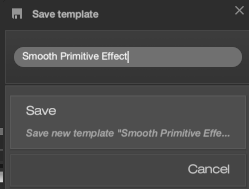 Save template
Smooth Primitive Effect
Save
Save new template "Smooth Primitive Effe...
Cancel